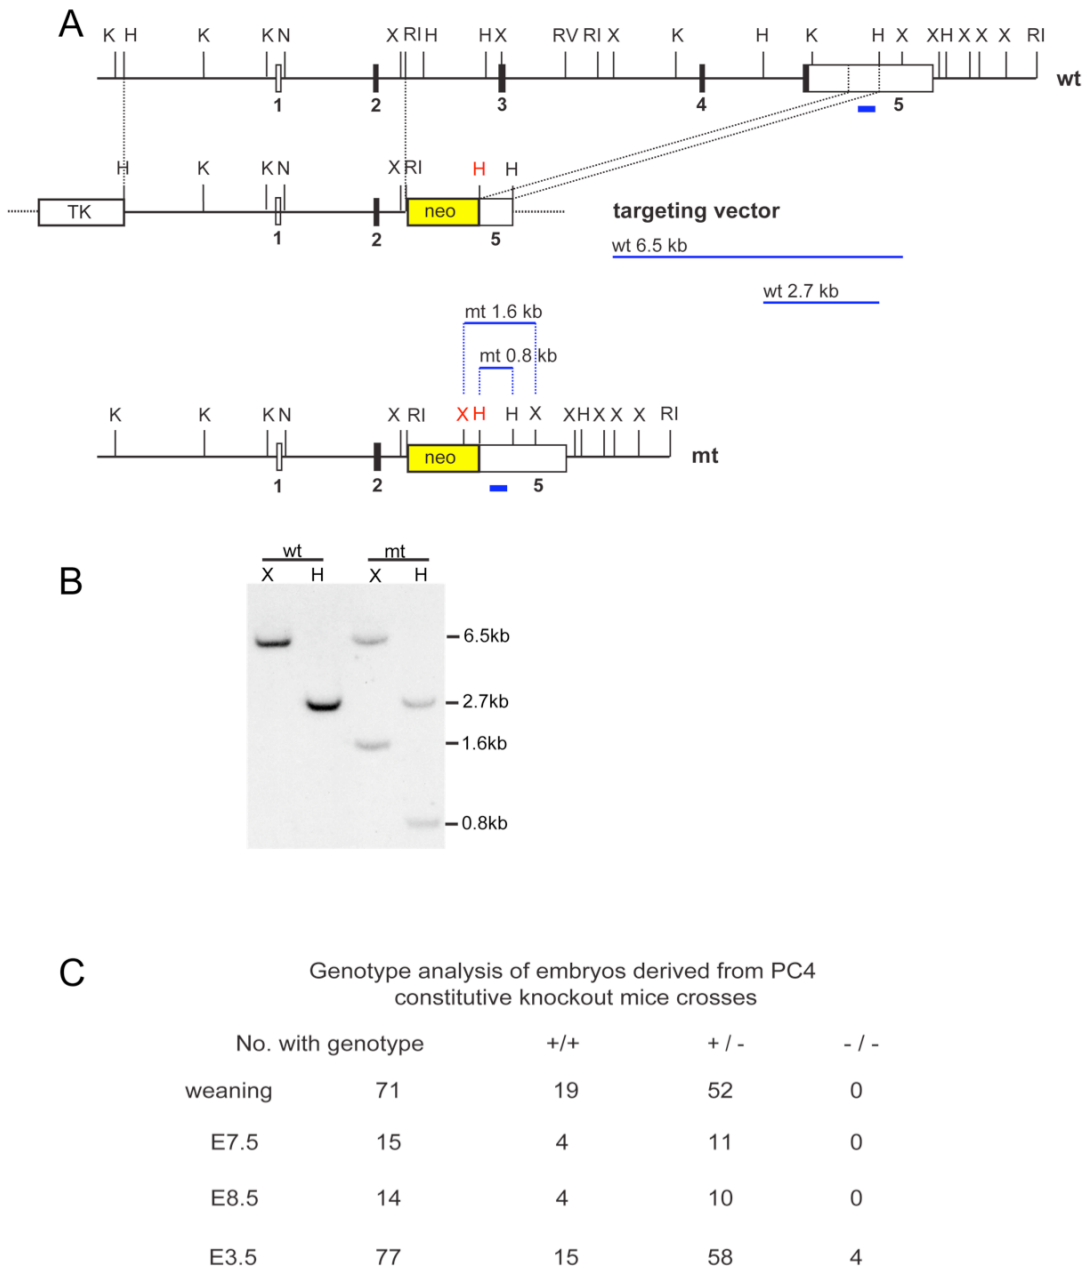 A
K H K K N X RI H H X RV RI X K H K H X X H X X X RI
wt
1 2 3 4 5
H K K N X RI H H
TK neo
1 2 5
targeting vector
wt 6.5 kb
wt 2.7 kb
mt 1.6 kb
mt 0.8 kb
K K K N X RI X H H X X H X X X RI
neo
mt
1 2 5
B
wt mt
X H X H
6.5kb
2.7kb
1.6kb
0.8kb
C
Genotype analysis of embryos derived from PC4
constitutive knockout mice crosses
No. with genotype +/+ + / - - / -
weaning 71 19 52 0
E7.5 15 4 11 0
E8.5 14 4 10 0
E3.5 77 15 58 4